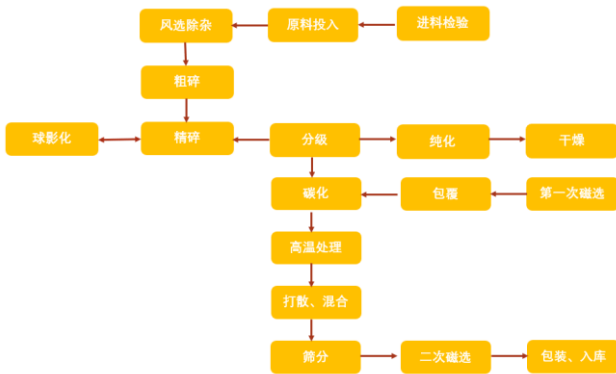 风选除杂
原料投入
进料检验
粗碎
球影化
精碎
分级
纯化
干燥
碳化
包覆
第一次磁选
高温处理
打散、混合
筛分
二次磁选
包装、入库